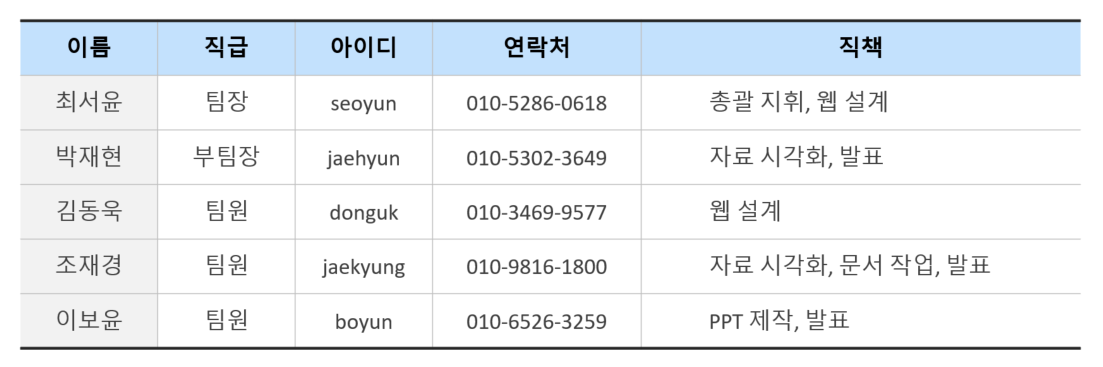 이름 직급 아이디 연락처 직책
최서윤 팀장 seoyun 010-5286-0618 총괄 지휘, 웹 설계
박재현 부팀장 jaehyun 010-5302-3649 자료 시각화, 발표
김동욱 팀원 donguk 010-3469-9577 웹 설계
조재경 팀원 jaekyung 010-9816-1800 자료 시각화, 문서 작업, 발표
이보윤 팀원 boyun 010-6526-3259 PPT 제작, 발표